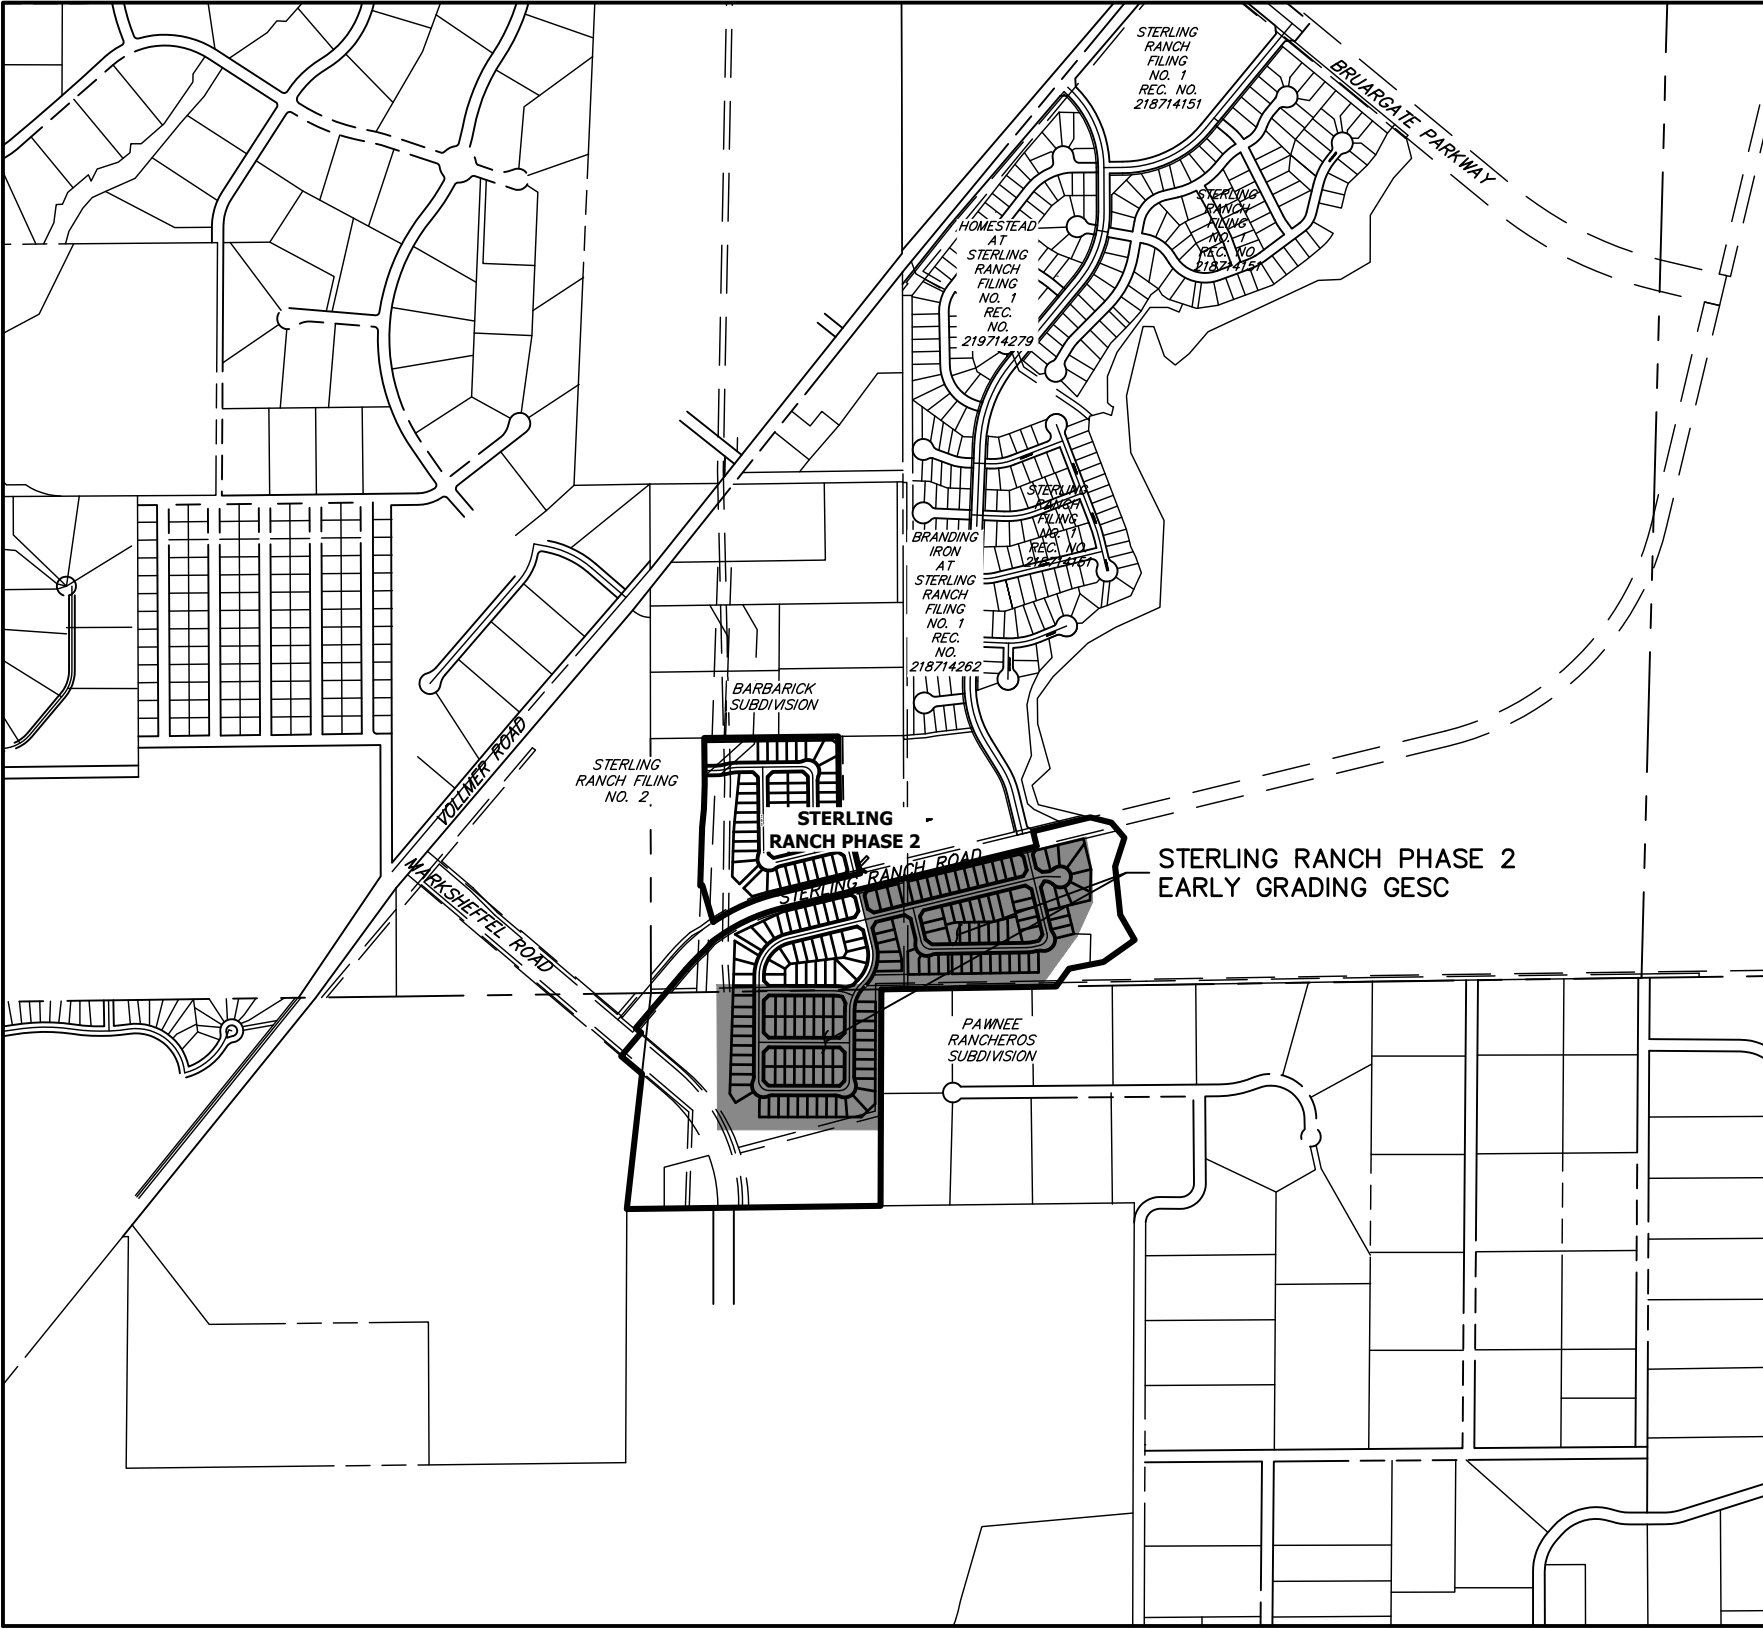 STERLING
RANCH
FILING
NO. 1
REC. NO.
218714151
BRUARGATE PARKWAY
STERLING
RANCH
FILING
NO. 1
REC. NO.
218714151
HOMESTEAD
AT
STERLING
RANCH
FILING
NO. 1
REC.
NO.
219714279
STERLING
RANCH
FILING
NO. 1
REC. NO.
218714151
BRANDING
IRON
AT
STERLING
RANCH
FILING
NO. 1
REC.
NO.
218714262
BARBARICK
SUBDIVISION
VOLLMER ROAD
STERLING
RANCH FILING
NO. 2
STERLING
RANCH PHASE 2
STERLING RANCH ROAD
STERLING RANCH PHASE 2
EARLY GRADING GESC
MARKSHEFFEL ROAD
PAWNEE
RANCHEROS
SUBDIVISION